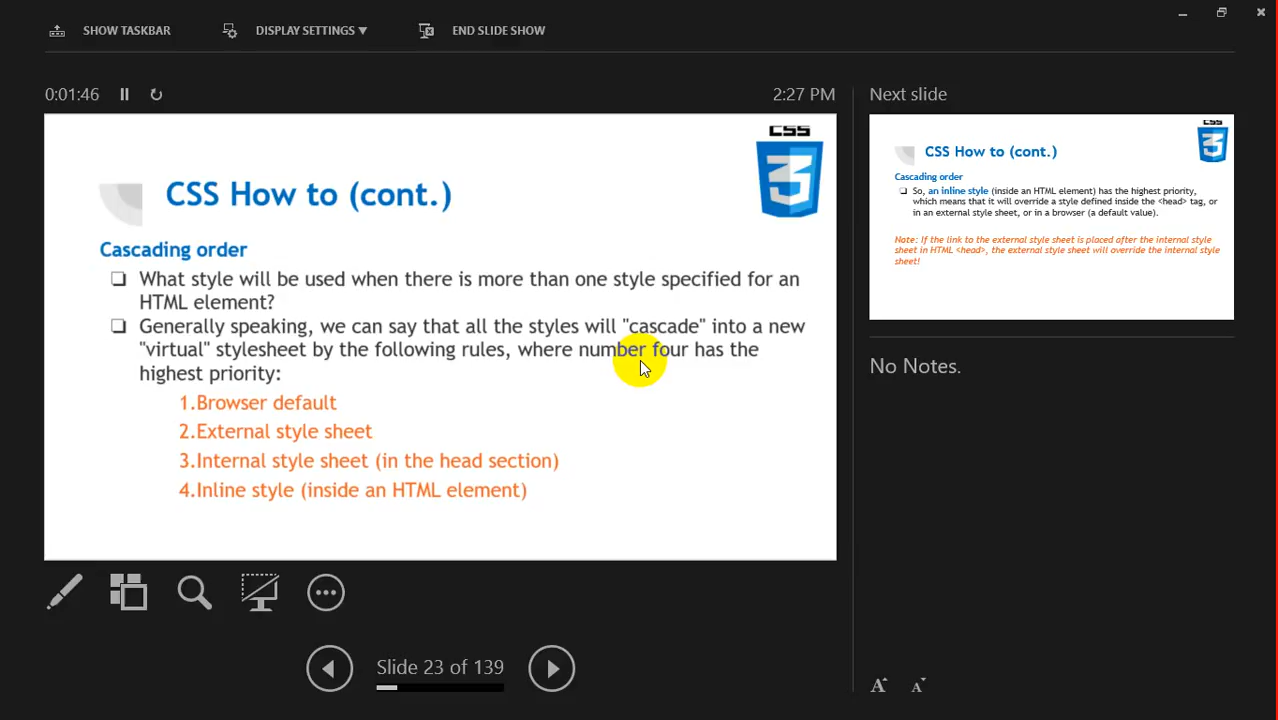 SHOW TASKBAR
DISPLAY SETTINGS ▼
END SLIDE SHOW
0:01:46
2:27 PM
CSS
3
CSS How to (cont.)
Cascading order
❑ What style will be used when there is more than one style specified for an
HTML element?
❑ Generally speaking, we can say that all the styles will "cascade" into a new
"virtual" stylesheet by the following rules, where number four has the
highest priority:
1.Browser default
2.External style sheet
3.Internal style sheet (in the head section)
4.Inline style (inside an HTML element)
Slide 23 of 139
Next slide
CSS
3
CSS How to (cont.)
Cascading order
❑ So, an inline style (inside an HTML element) has the highest priority,
which means that it will override a style defined inside the <head> tag, or
in an external style sheet, or in a browser (a default value).
Note: If the link to the external style sheet is placed after the internal style
sheet in HTML <head>, the external style sheet will override the internal style
sheet!
No Notes.
A A